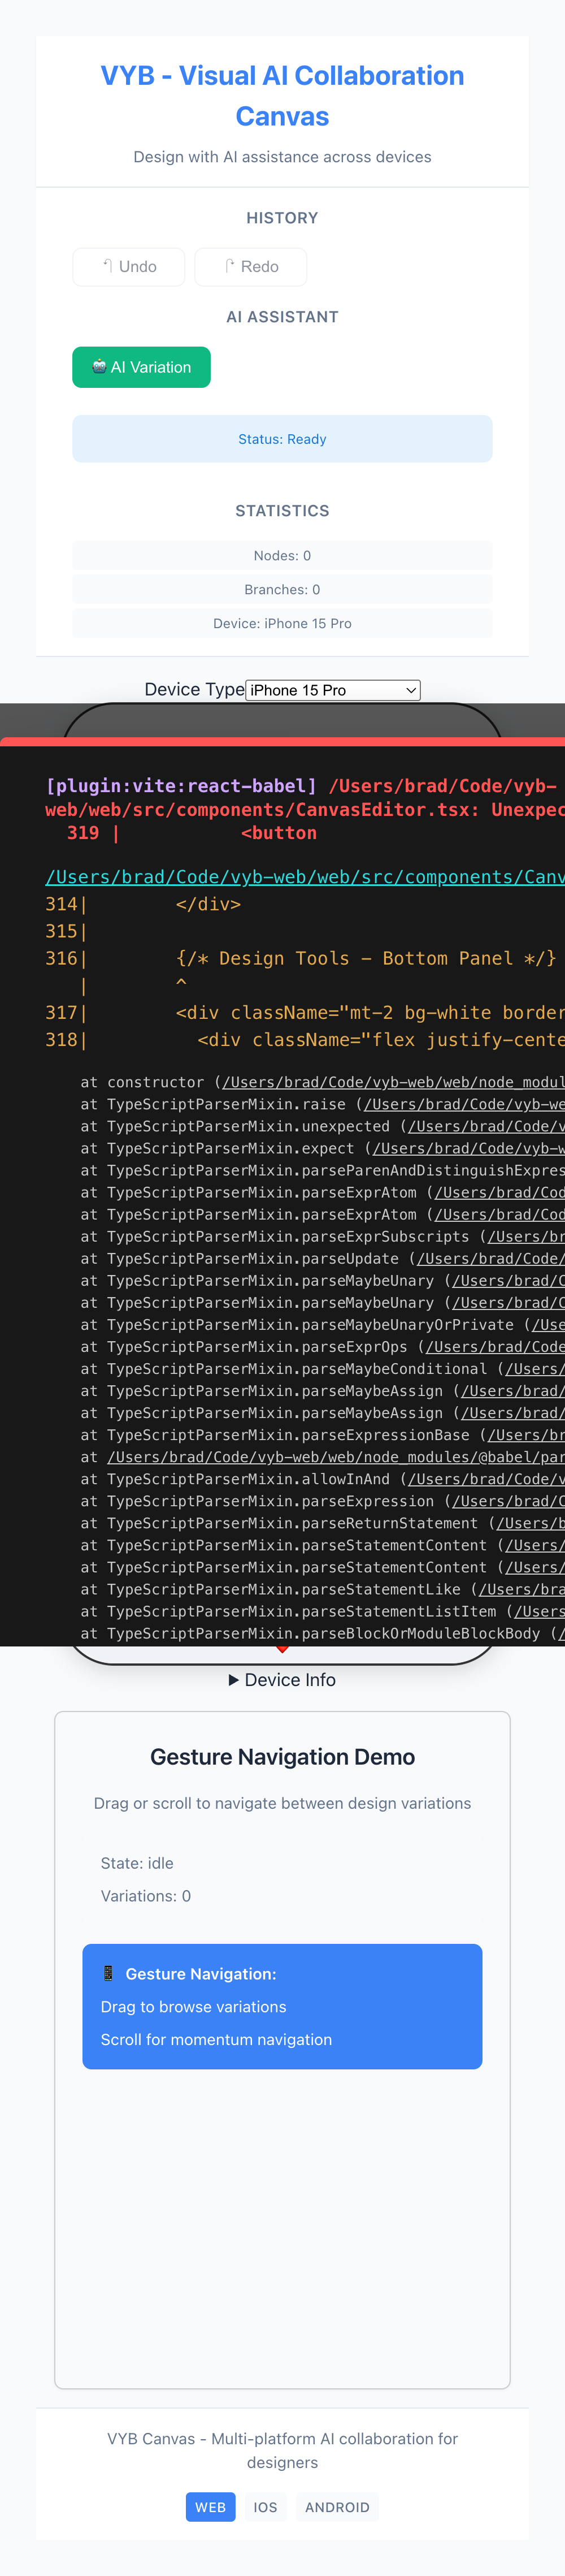 VYB - Visual AI Collaboration
Canvas
Design with AI assistance across devices
HISTORY
Undo
Redo
AI ASSISTANT
🤖 AI Variation
Status: Ready
STATISTICS
Nodes: 0
Branches: 0
Device: iPhone 15 Pro
Device Type iPhone 15 Pro
[plugin:vite:react-babel] /Users/brad/Code/vyb-
web/web/src/components/CanvasEditor.tsx: Unexpec
319 |           <button
/Users/brad/Code/vyb-web/web/src/components/Canv
314|        </div>
315|
316|        {/* Design Tools - Bottom Panel */}
|        ^
317|        <div className="mt-2 bg-white border
318|          <div className="flex justify-cente
at constructor (/Users/brad/Code/vyb-web/web/node_modul
at TypeScriptParserMixin.raise (/Users/brad/Code/vyb-we
at TypeScriptParserMixin.unexpected (/Users/brad/Code/v
at TypeScriptParserMixin.expect (/Users/brad/Code/vyb-w
at TypeScriptParserMixin.parseParenAndDistinguishExpres
at TypeScriptParserMixin.parseExprAtom (/Users/brad/Cod
at TypeScriptParserMixin.parseExprAtom (/Users/brad/Cod
at TypeScriptParserMixin.parseExprSubscripts (/Users/br
at TypeScriptParserMixin.parseUpdate (/Users/brad/Code/
at TypeScriptParserMixin.parseMaybeUnary (/Users/brad/C
at TypeScriptParserMixin.parseMaybeUnary (/Users/brad/C
at TypeScriptParserMixin.parseMaybeUnaryOrPrivate (/Use
at TypeScriptParserMixin.parseExprOps (/Users/brad/Code
at TypeScriptParserMixin.parseMaybeConditional (/Users/
at TypeScriptParserMixin.parseMaybeAssign (/Users/brad/
at TypeScriptParserMixin.parseMaybeAssign (/Users/brad/
at TypeScriptParserMixin.parseExpressionBase (/Users/br
at /Users/brad/Code/vyb-web/web/node_modules/@babel/par
at TypeScriptParserMixin.allowInAnd (/Users/brad/Code/v
at TypeScriptParserMixin.parseExpression (/Users/brad/C
at TypeScriptParserMixin.parseReturnStatement (/Users/b
at TypeScriptParserMixin.parseStatementContent (/Users/
at TypeScriptParserMixin.parseStatementContent (/Users/
at TypeScriptParserMixin.parseStatementLike (/Users/bra
at TypeScriptParserMixin.parseStatementListItem (/Users
at TypeScriptParserMixin.parseBlockOrModuleBlockBody (/
▶ Device Info
Gesture Navigation Demo
Drag or scroll to navigate between design variations
State: idle
Variations: 0
📱 Gesture Navigation:
Drag to browse variations
Scroll for momentum navigation
VYB Canvas - Multi-platform AI collaboration for
designers
WEB
IOS
ANDROID